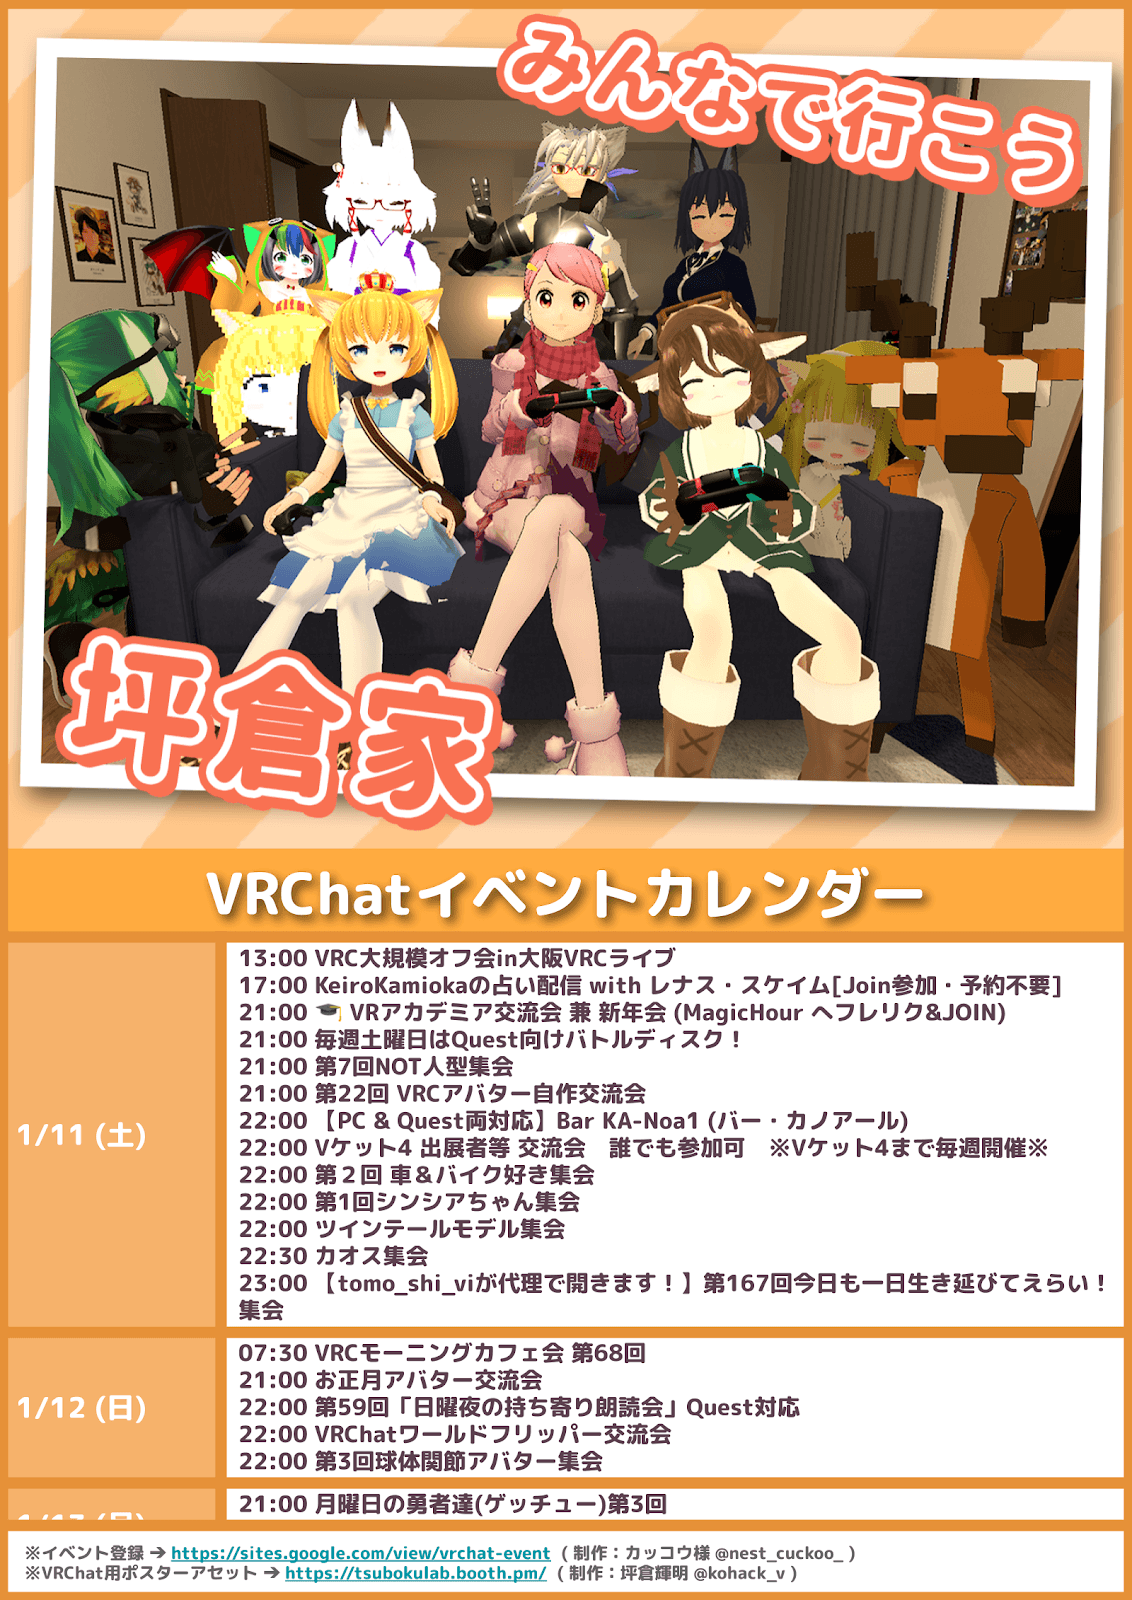 みんなで行こう
坪倉家
VRChatイベントカレンダー
1/11 (土)
13:00 VRC大規模オフ会in大阪VRCライブ
17:00 KeiroKamiokaの占い配信 with レナス・スケイム[Join参加・予約不要]
21:00 🎓 VRアカデミア交流会 兼 新年会 (MagicHour へフレリク&JOIN)
21:00 毎週土曜日はQuest向けバトルディスク！
21:00 第7回NOT人型集会
21:00 第22回 VRCアバター自作交流会
22:00 【PC & Quest両対応】Bar KA-Noa1 (バー・カノアール)
22:00 Vケット4 出展者等 交流会　誰でも参加可　※Vケット4まで毎週開催※
22:00 第２回 車＆バイク好き集会
22:00 第1回シンシアちゃん集会
22:00 ツインテールモデル集会
22:30 カオス集会
23:00 【tomo_shi_viが代理で開きます！】第167回今日も一日生き延びてえらい！
集会
1/12 (日)
07:30 VRCモーニングカフェ会 第68回
21:00 お正月アバター交流会
22:00 第59回「日曜夜の持ち寄り朗読会」Quest対応
22:00 VRChatワールドフリッパー交流会
22:00 第3回球体関節アバター集会
1/13 (月)
21:00 月曜日の勇者達(ゲッチュー)第3回
※イベント登録 → https://sites.google.com/view/vrchat-event ( 制作：カッコウ様 @nest_cuckoo_ )
※VRChat用ポスターアセット → https://tsubokulab.booth.pm/ ( 制作：坪倉輝明 @kohack_v )